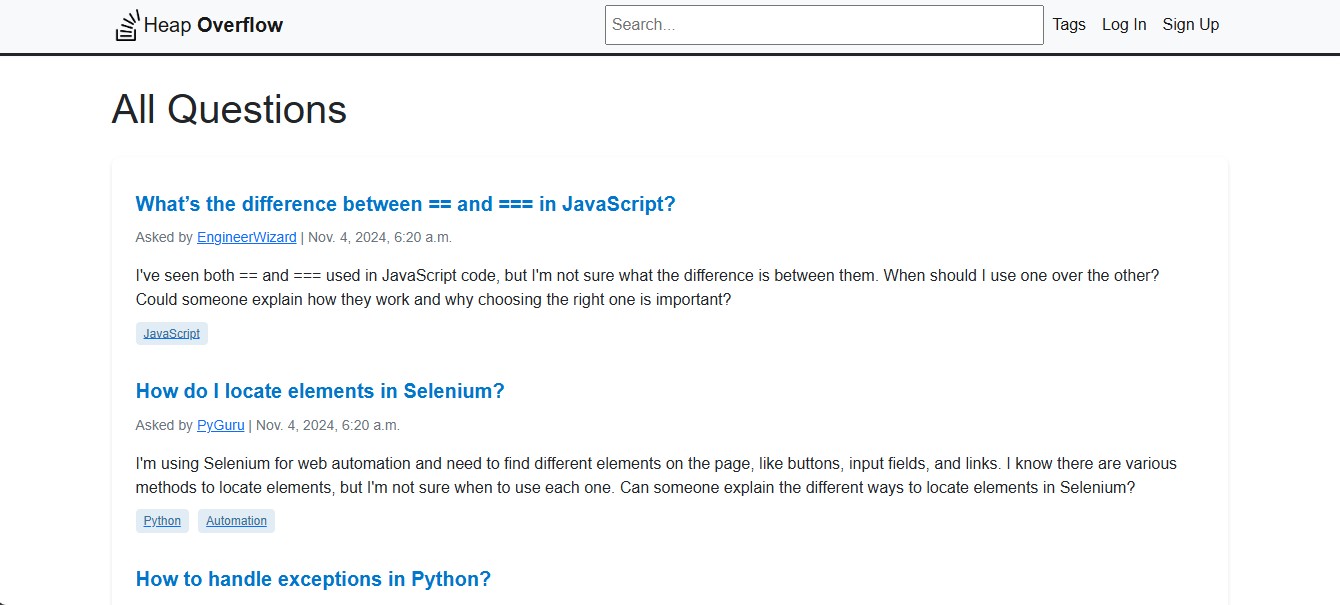 Heap Overflow
Search...
Tags
Log In
Sign Up
All Questions
What’s the difference between == and === in JavaScript?
Asked by EngineerWizard | Nov. 4, 2024, 6:20 a.m.
I've seen both == and === used in JavaScript code, but I'm not sure what the difference is between them. When should I use one over the other?
Could someone explain how they work and why choosing the right one is important?
JavaScript
How do I locate elements in Selenium?
Asked by PyGuru | Nov. 4, 2024, 6:20 a.m.
I'm using Selenium for web automation and need to find different elements on the page, like buttons, input fields, and links. I know there are various
methods to locate elements, but I'm not sure when to use each one. Can someone explain the different ways to locate elements in Selenium?
Python
Automation
How to handle exceptions in Python?